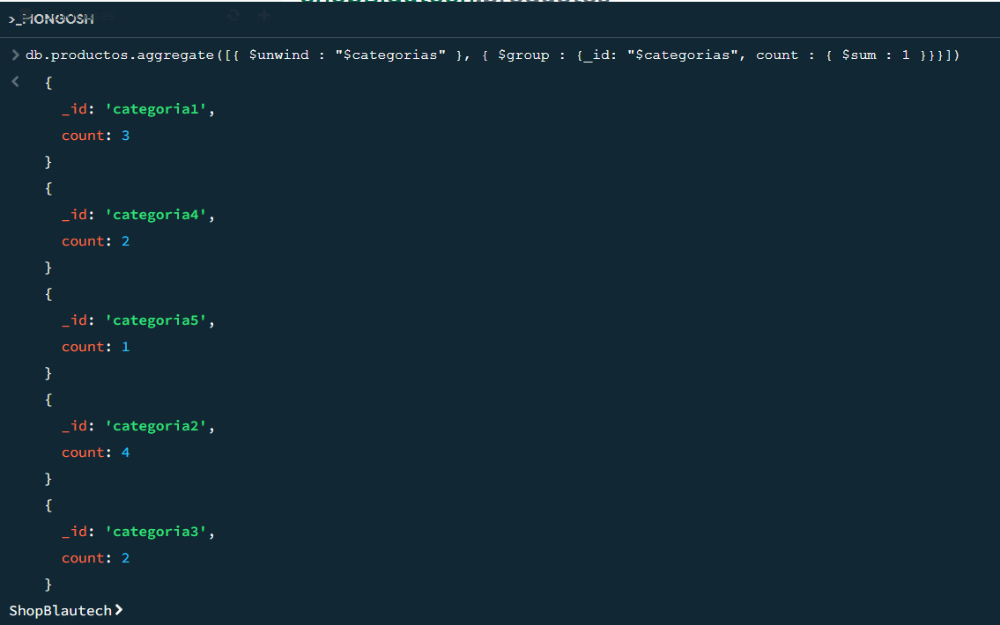 >_MONGOSH
> db.productos.aggregate([{ $unwind : "$categorias" }, { $group : {_id: "$categorias", count : { $sum : 1 }}}])
< {
_id: 'categoria1',
count: 3
}
{
_id: 'categoria4',
count: 2
}
{
_id: 'categoria5',
count: 1
}
{
_id: 'categoria2',
count: 4
}
{
_id: 'categoria3',
count: 2
}
ShopBlautech>